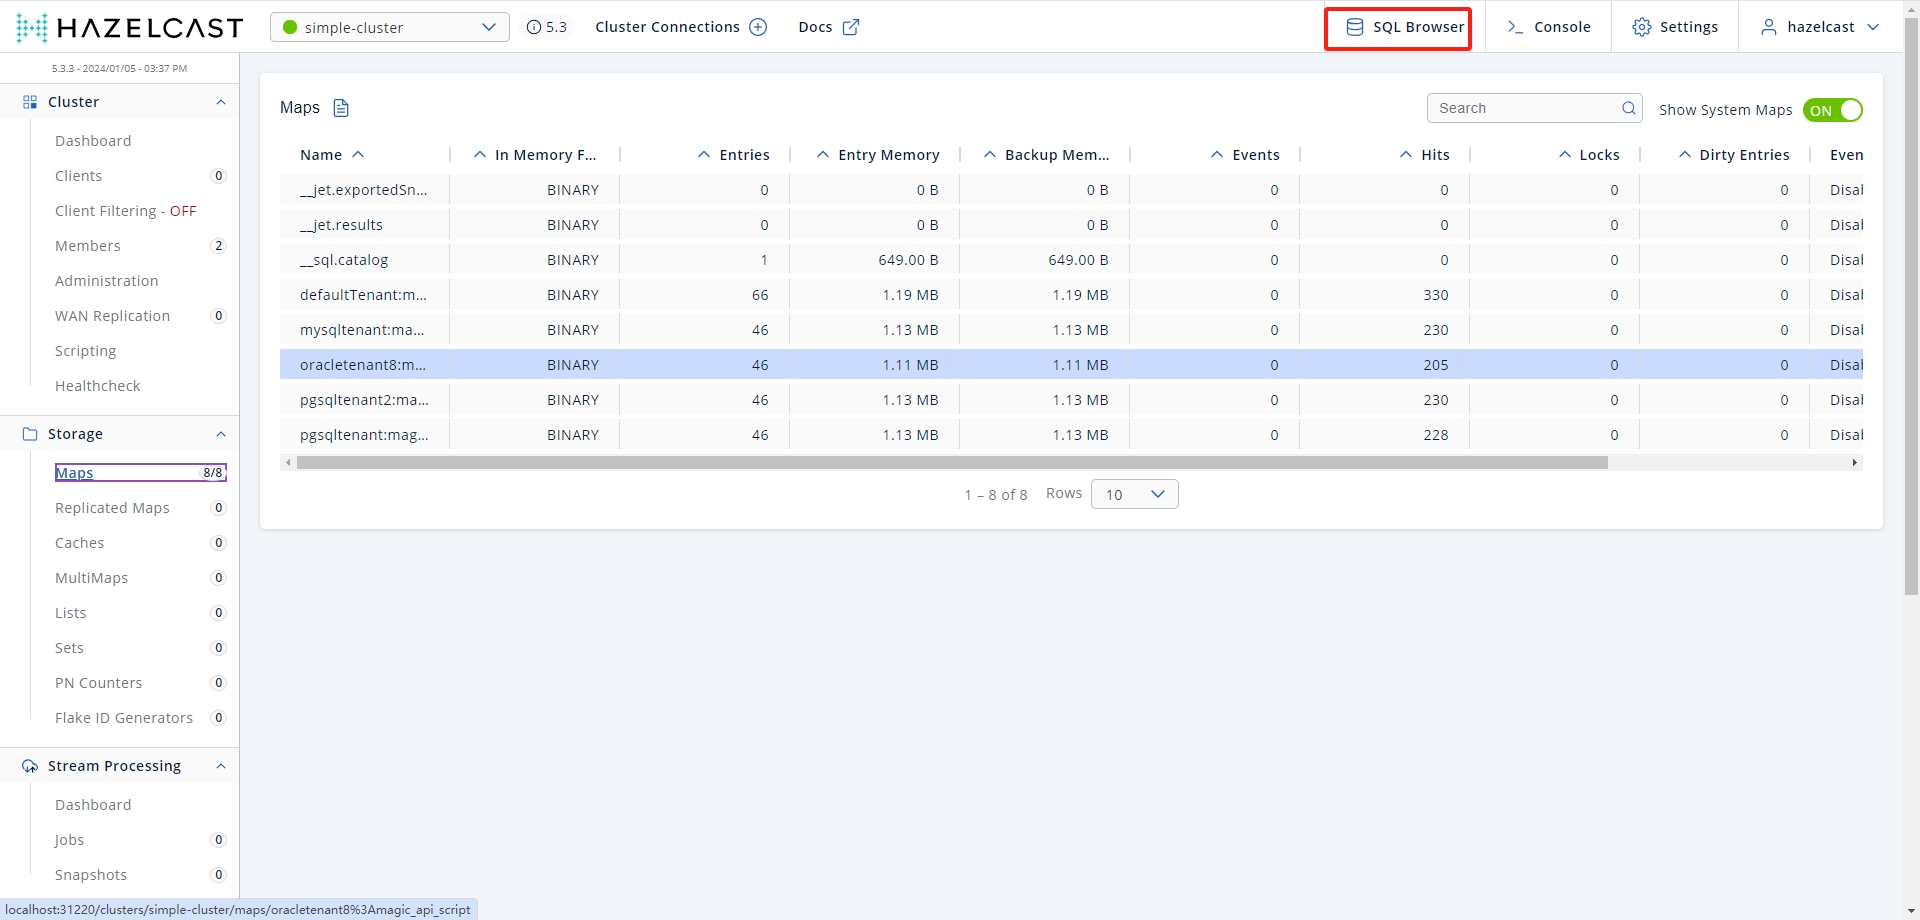 HAZELCAST simple-cluster 5.3 Cluster Connections Docs SQL Browser Console Settings hazelcast
5.3.3 - 2024/01/05 - 03:37 PM
Cluster
Dashboard
Clients 0
Client Filtering - OFF
Members 2
Administration
WAN Replication 0
Scripting
Healthcheck
Storage
Maps 8/8
Replicated Maps 0
Caches 0
MultiMaps 0
Lists 0
Sets 0
PN Counters 0
Flake ID Generators 0
Stream Processing
Dashboard
Jobs 0
Snapshots 0
Maps Search Show System Maps ON
Name In Memory F... Entries Entry Memory Backup Mem... Events Hits Locks Dirty Entries Even
__jet.exportedSn... BINARY 0 0 B 0 B 0 0 0 0 Disal
__jet.results BINARY 0 0 B 0 B 0 0 0 0 Disal
__sql.catalog BINARY 1 649.00 B 649.00 B 0 0 0 0 Disal
defaultTenant:m... BINARY 66 1.19 MB 1.19 MB 0 330 0 0 Disal
mysqltenant:ma... BINARY 46 1.13 MB 1.13 MB 0 230 0 0 Disal
oracletenant8:m... BINARY 46 1.11 MB 1.11 MB 0 205 0 0 Disal
pgsqltenant2:ma... BINARY 46 1.13 MB 1.13 MB 0 230 0 0 Disal
pgsqltenant:mag... BINARY 46 1.13 MB 1.13 MB 0 228 0 0 Disal
1 – 8 of 8 Rows 10
localhost:31220/clusters/simple-cluster/maps/oracletenant8%3Amagic_api_script